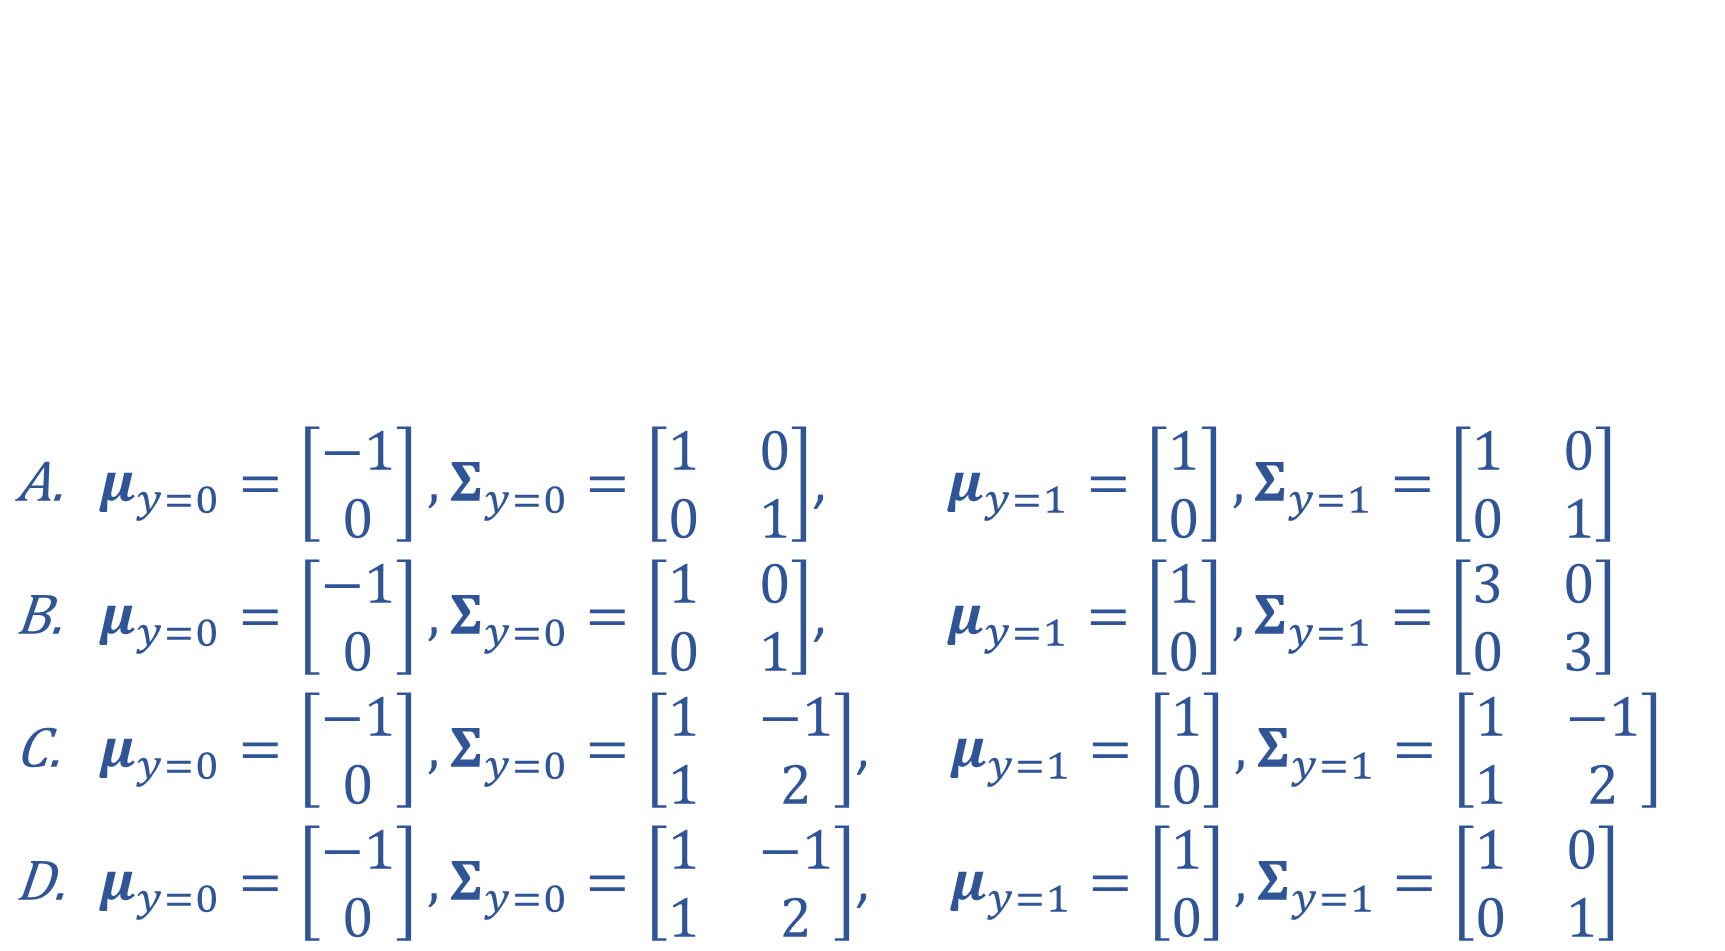 A. μ_{y=0} = [−1; 0], Σ_{y=0} = [1 0; 0 1], μ_{y=1} = [1; 0], Σ_{y=1} = [1 0; 0 1]
B. μ_{y=0} = [−1; 0], Σ_{y=0} = [1 0; 0 1], μ_{y=1} = [1; 0], Σ_{y=1} = [3 0; 0 3]
C. μ_{y=0} = [−1; 0], Σ_{y=0} = [1 −1; 1 2], μ_{y=1} = [1; 0], Σ_{y=1} = [1 −1; 1 2]
D. μ_{y=0} = [−1; 0], Σ_{y=0} = [1 −1; 1 2], μ_{y=1} = [1; 0], Σ_{y=1} = [1 0; 0 1]